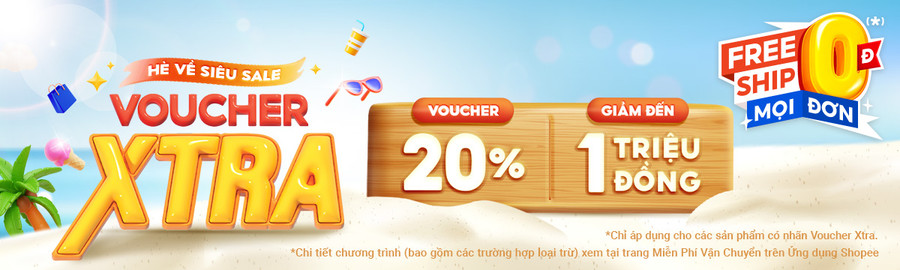 HÈ VỀ SIÊU SALE
VOUCHER
XTRA
VOUCHER
20%
GIẢM ĐẾN
1 TRIỆU
ĐỒNG
FREE
SHIP
0Đ
(*)
MỌI ĐƠN
*Chỉ áp dụng cho các sản phẩm có nhãn Voucher Xtra.
*Chi tiết chương trình (bao gồm các trường hợp loại trừ) xem tại trang Miễn Phí Vận Chuyển trên Ứng dụng Shopee